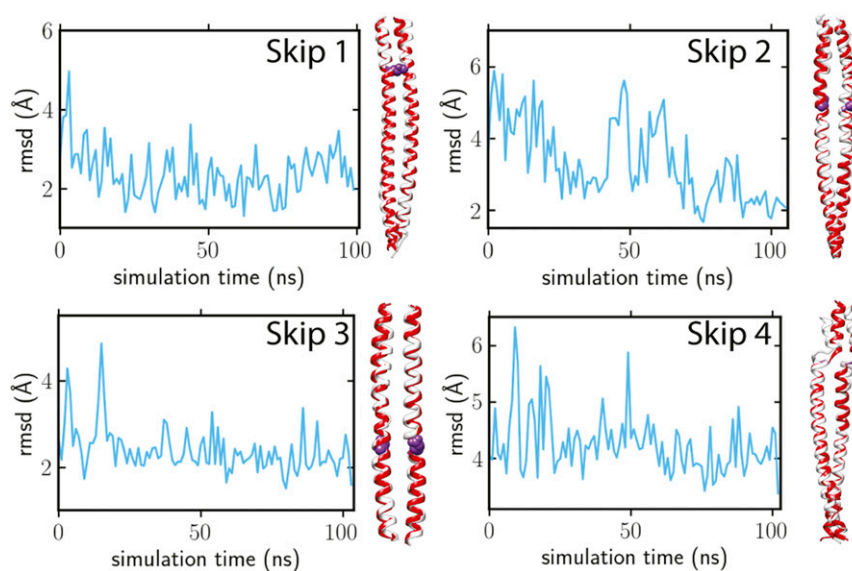 Skip 1
6
4
2
rmsd (Å)
0
50
100
simulation time (ns)
Skip 2
6
4
2
rmsd (Å)
0
50
100
simulation time (ns)
Skip 3
4
2
rmsd (Å)
0
50
100
simulation time (ns)
Skip 4
6
5
4
rmsd (Å)
0
50
100
simulation time (ns)